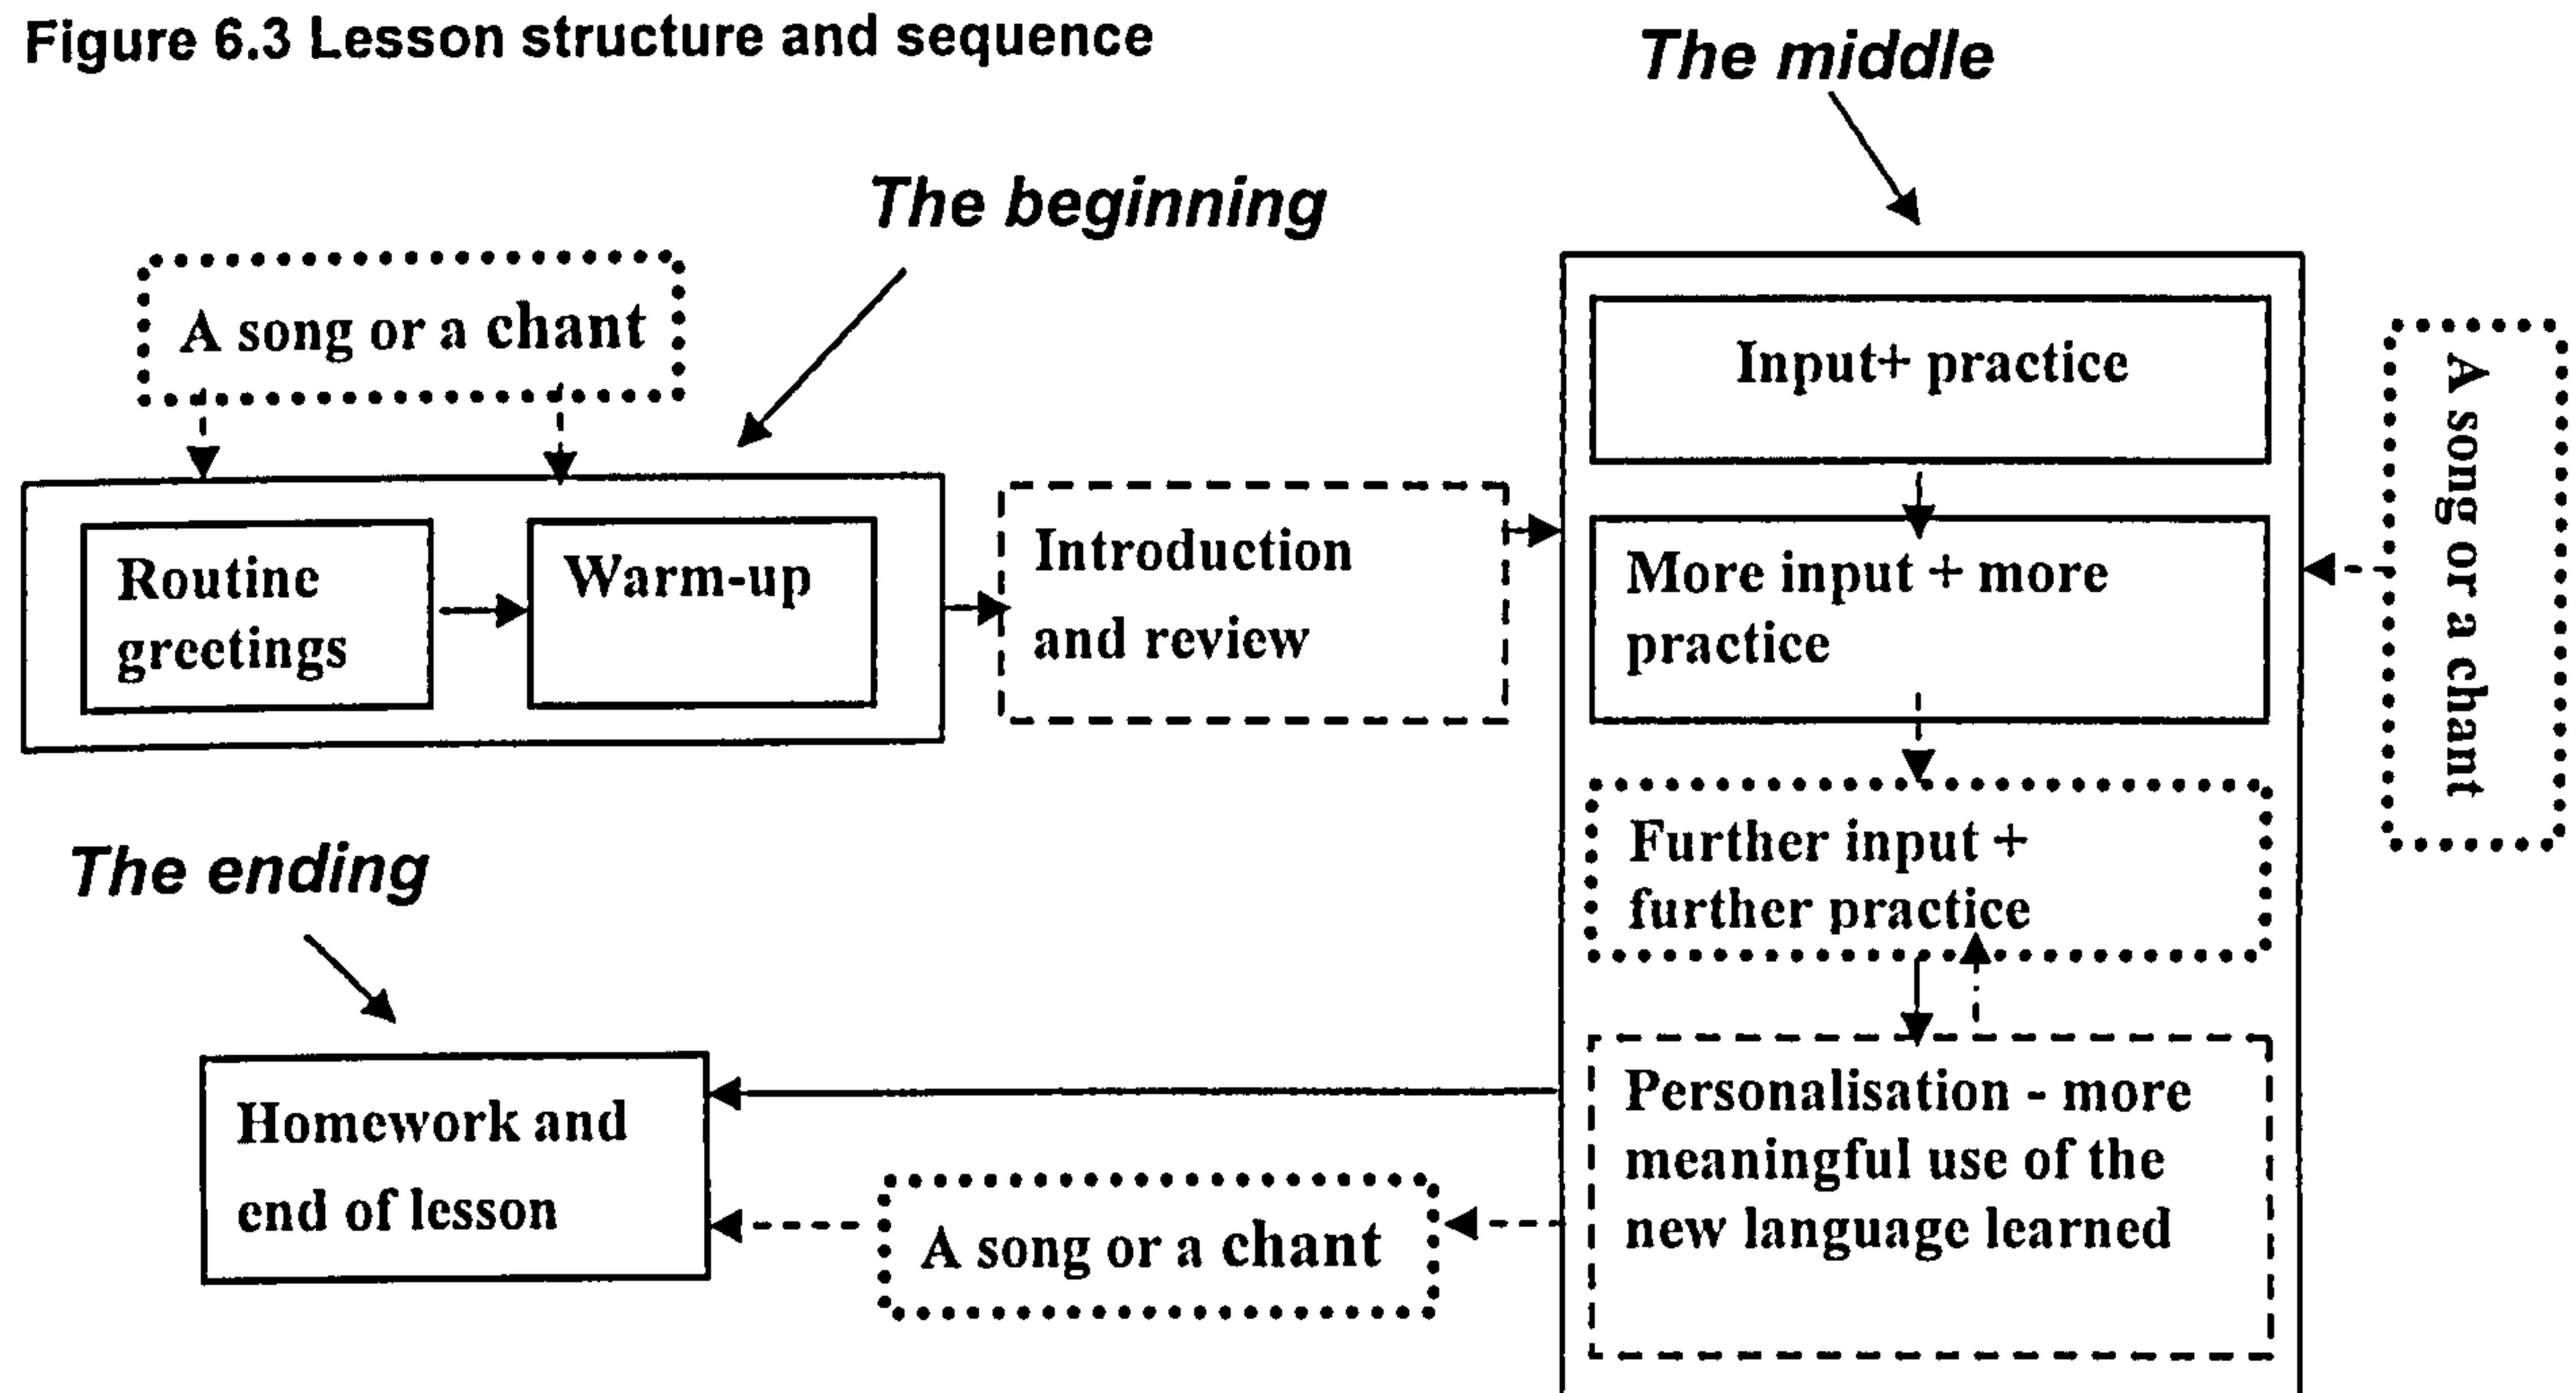 Figure 6.3 Lesson structure and sequence
The middle
The beginning
A song or a chant
Routine
greetings
Warm-up
Introduction
and review
Input+ practice
More input + more
practice
Further input +
further practice
Personalisation - more
meaningful use of the
new language learned
A song or a chant
The ending
Homework and
end of lesson
A song or a chant